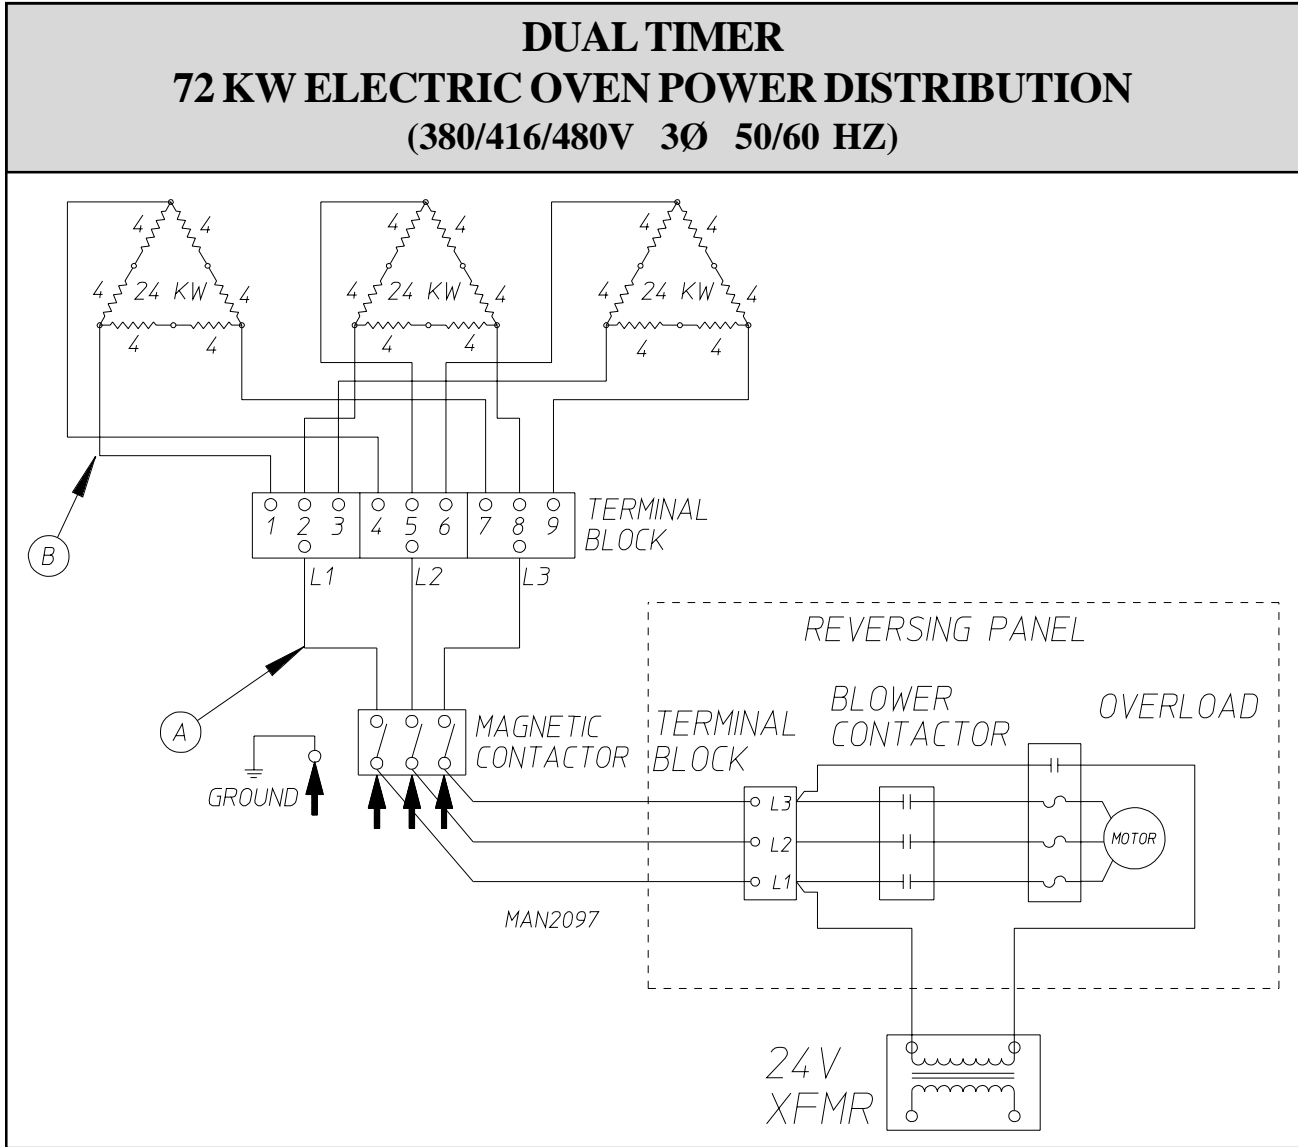 DUAL TIMER
72 KW ELECTRIC OVEN POWER DISTRIBUTION
(380/416/480V 3Ø 50/60 HZ)
4 4 4 4 4 4
4 24 KW 4 4 24 KW 4 4 24 KW 4
4 4 4 4 4 4
B
1 2 3 4 5 6 7 8 9
TERMINAL
BLOCK
L1 L2 L3
A
MAGNETIC
CONTACTOR
GROUND
REVERSING PANEL
TERMINAL
BLOCK
BLOWER
CONTACTOR
OVERLOAD
L3
L2
L1
MOTOR
MAN2097
24V
XFMR